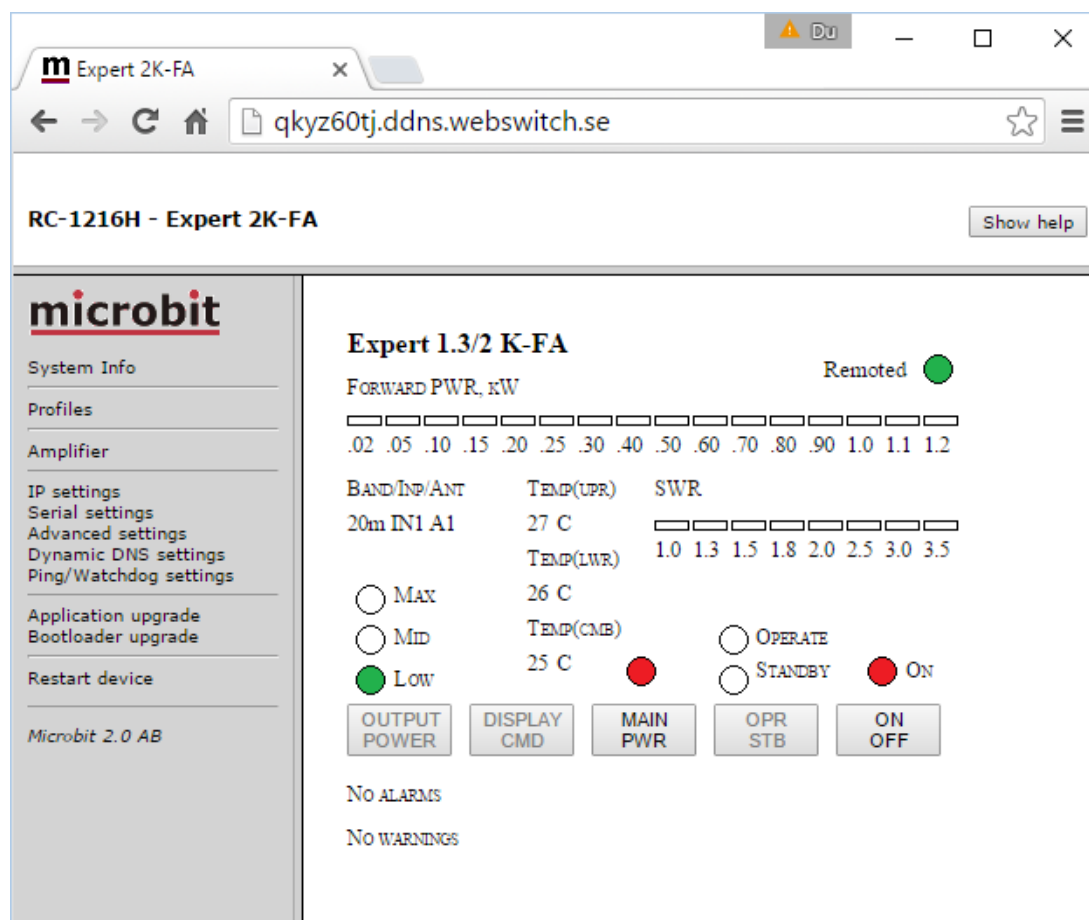 Du
m Expert 2K-FA
qkyz60tj.ddns.webswitch.se
RC-1216H - Expert 2K-FA
Show help
microbit
System Info
Profiles
Amplifier
IP settings
Serial settings
Advanced settings
Dynamic DNS settings
Ping/Watchdog settings
Application upgrade
Bootloader upgrade
Restart device
Microbit 2.0 AB
Expert 1.3/2 K-FA
Remoted
Forward PWR, kW
.02 .05 .10 .15 .20 .25 .30 .40 .50 .60 .70 .80 .90 1.0 1.1 1.2
Band/Inp/Ant Temp(upr) SWR
20m IN1 A1 27 C
1.0 1.3 1.5 1.8 2.0 2.5 3.0 3.5
Temp(lwr)
Max 26 C
Mid Temp(cmb) Operate
Low 25 C Standby On
OUTPUT
POWER
DISPLAY
CMD
MAIN
PWR
OPR
STB
ON
OFF
No alarms
No warnings